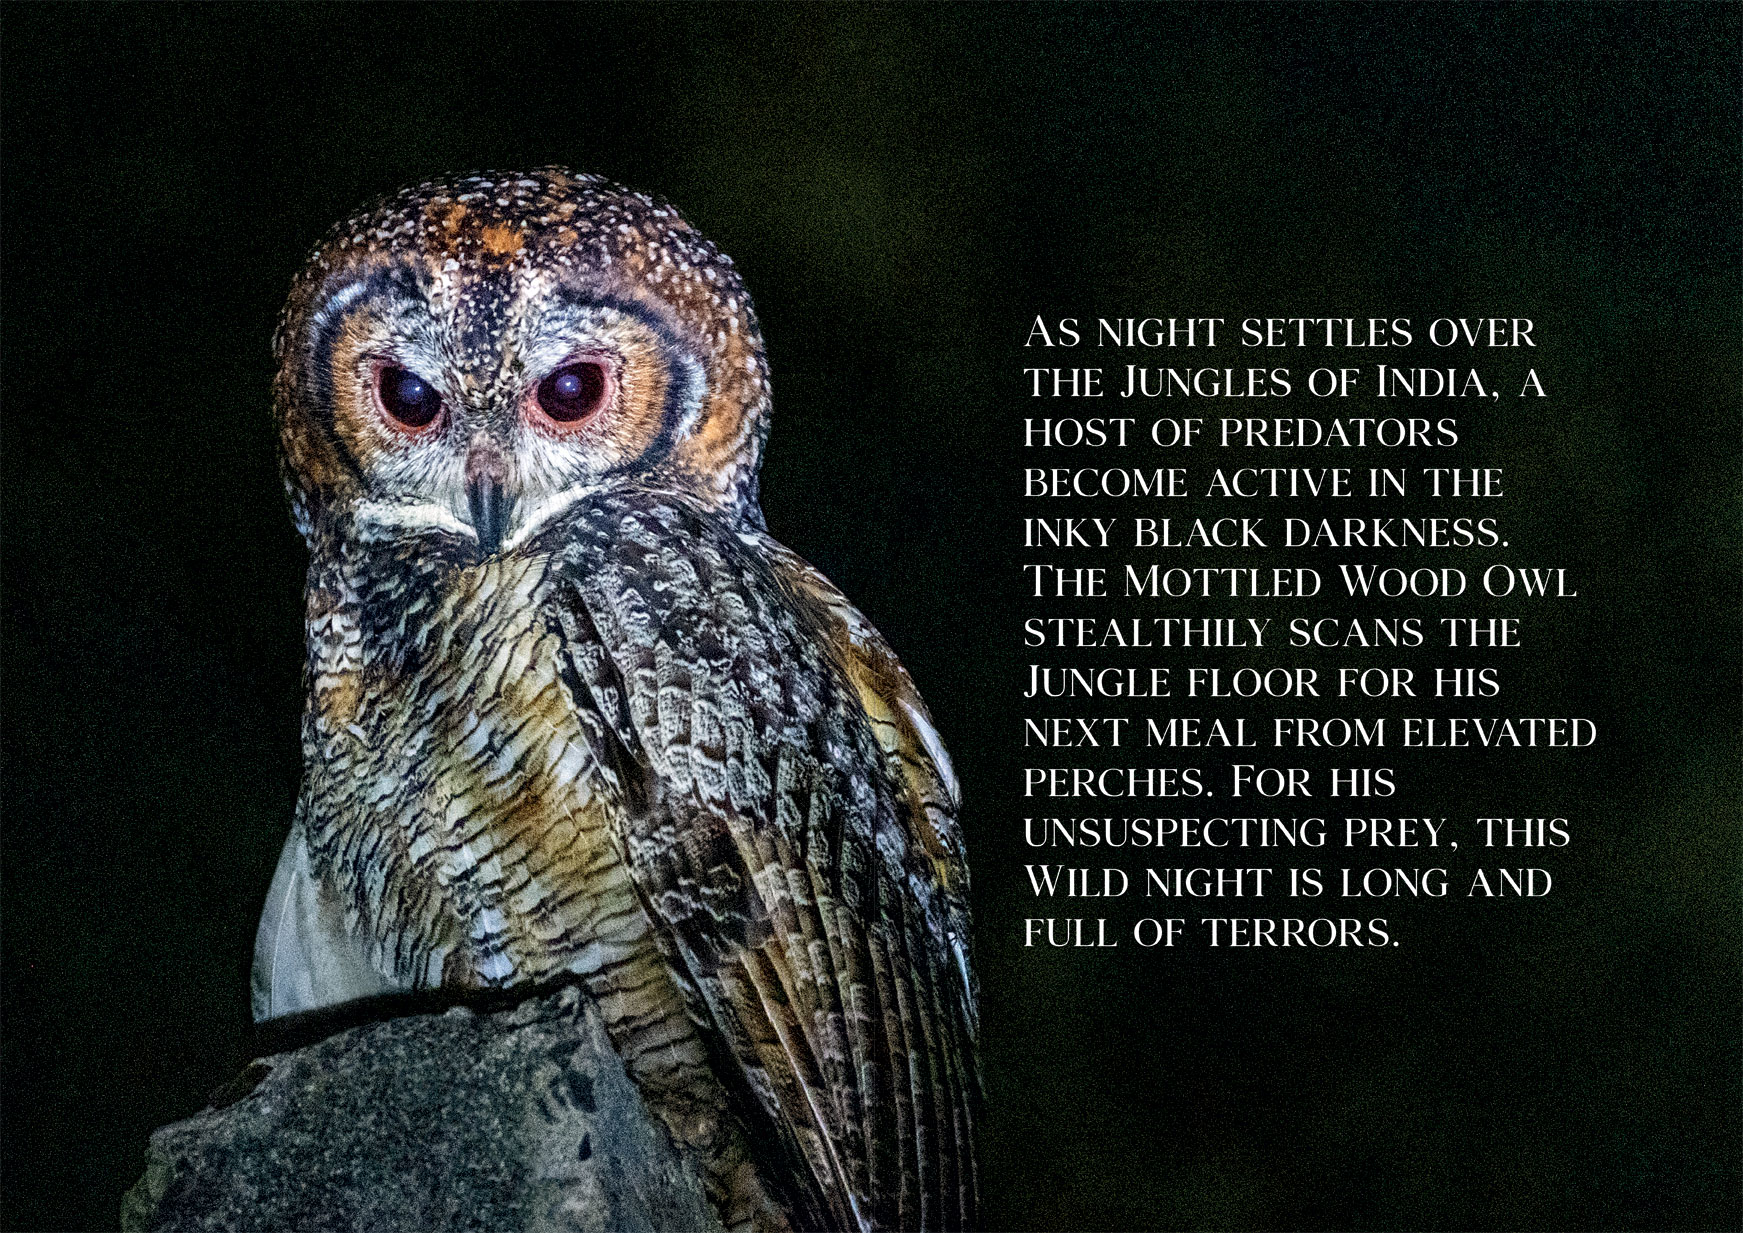 As night settles over
the Jungles of India, a
host of predators
become active in the
inky black darkness.
The Mottled Wood Owl
stealthily scans the
Jungle floor for his
next meal from elevated
perches. For his
unsuspecting prey, this
Wild night is long and
full of terrors.